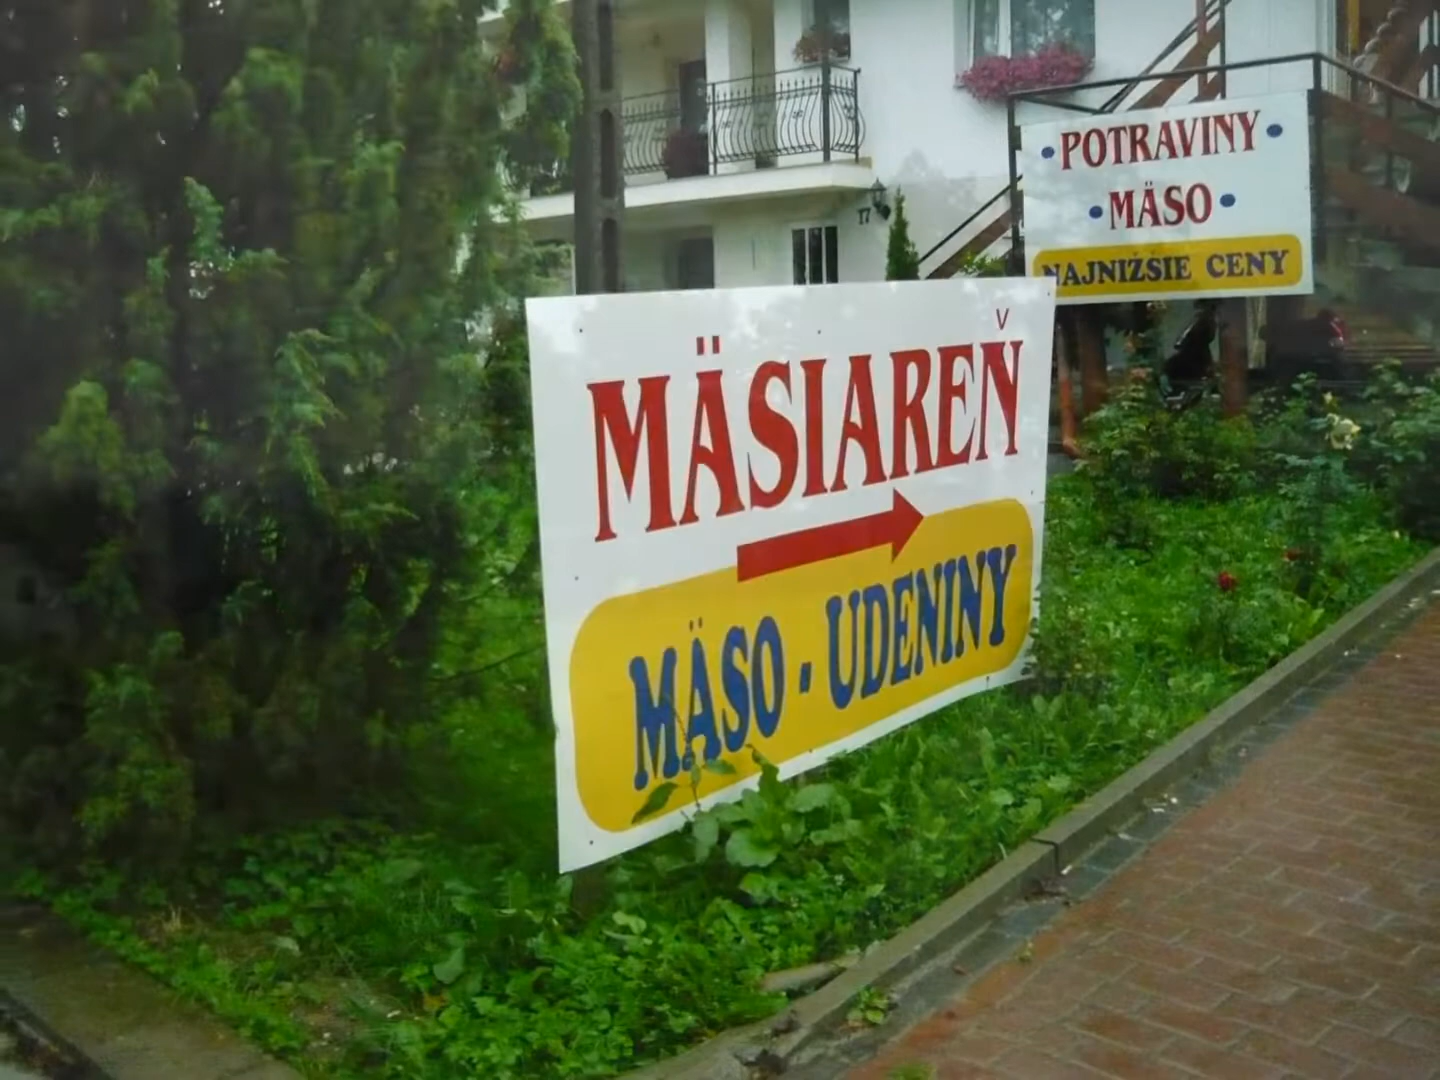 MÄSIAREŇ
MÄSO - UDENINY
• POTRAVINY •
• MÄSO •
NAJNIŽSIE CENY
17